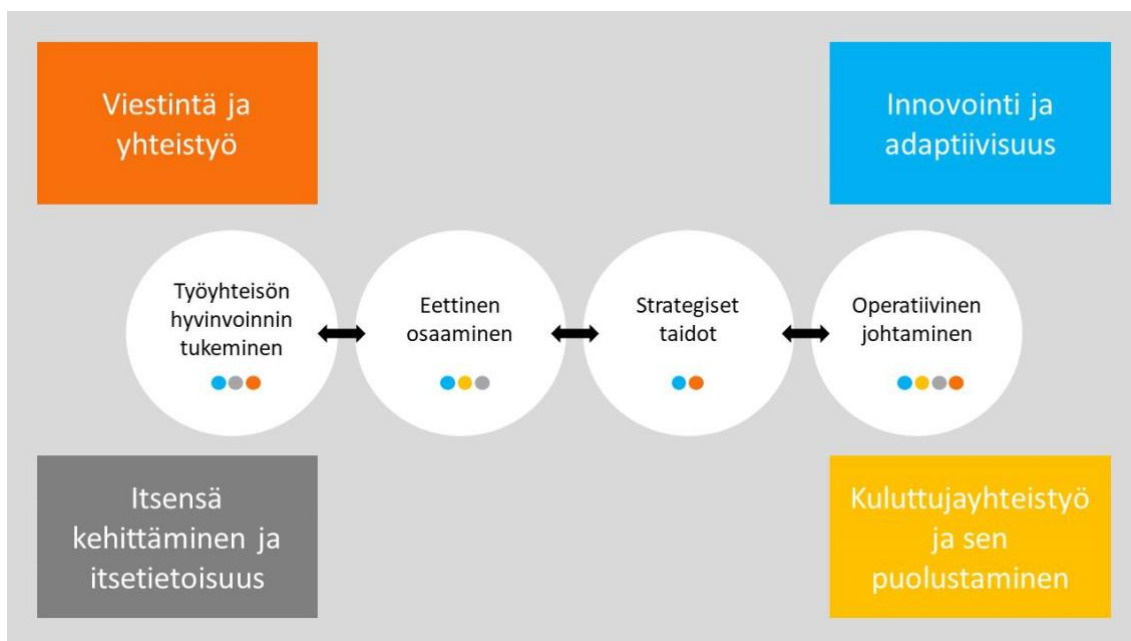 Viestintä ja
yhteistyö
Innovointi ja
adaptiivisuus
Työyhteisön
hyvinvoinnin
tukeminen
Eettinen
osaaminen
Strategiset
taidot
Operatiivinen
johtaminen
Itsensä
kehittäminen ja
itsetietoisuus
Kuluttujayhteistyö
ja sen
puolustaminen